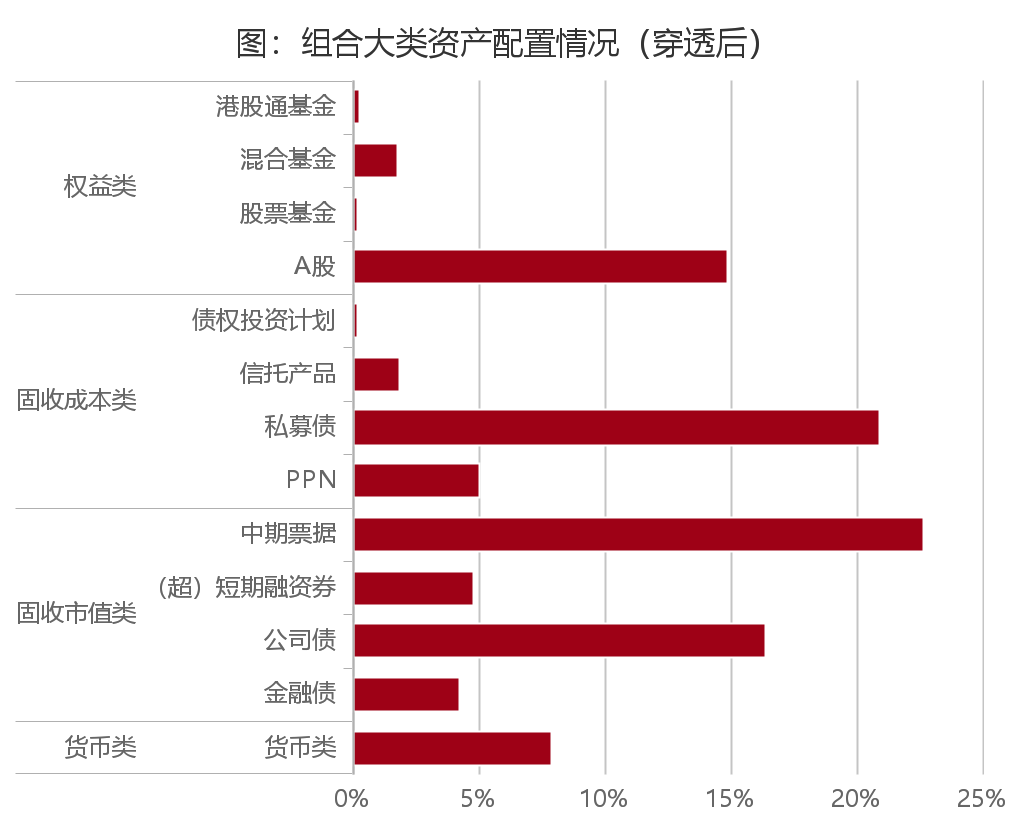 图：组合大类资产配置情况（穿透后）
权益类
港股通基金
混合基金
股票基金
A股
固收成本类
债权投资计划
信托产品
私募债
PPN
固收市值类
中期票据
（超）短期融资券
公司债
金融债
货币类
货币类
0% 5% 10% 15% 20% 25%